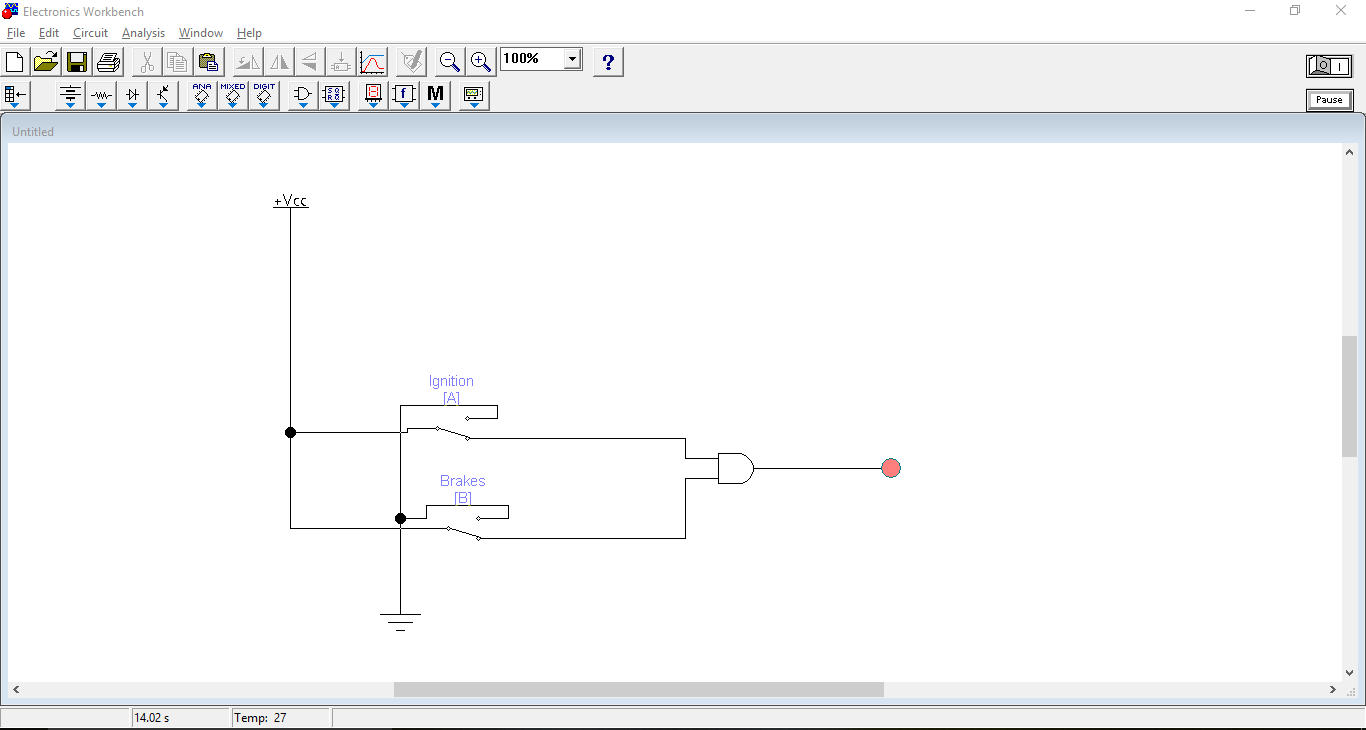 Electronics Workbench
File Edit Circuit Analysis Window Help
100% ?
ANA MIXED DIGIT M
Pause
Untitled
+Vcc
Ignition
[A]
Brakes
[B]
14.02 s Temp: 27